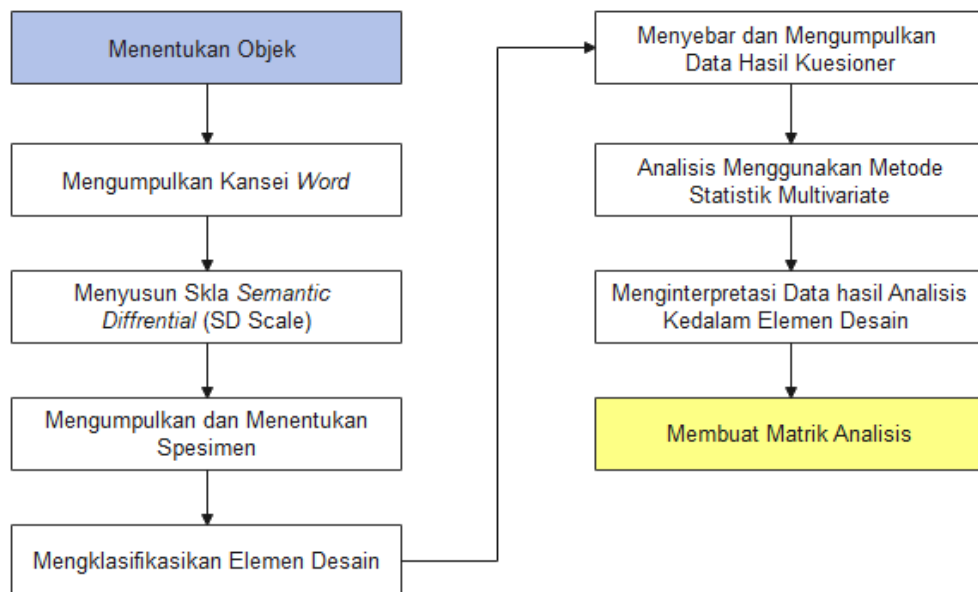 Menentukan Objek
Mengumpulkan Kansei Word
Menyusun Skla Semantic
Diffrential (SD Scale)
Mengumpulkan dan Menentukan
Spesimen
Mengklasifikasikan Elemen Desain
Menyebar dan Mengumpulkan
Data Hasil Kuesioner
Analisis Menggunakan Metode
Statistik Multivariate
Menginterpretasi Data hasil Analisis
Kedalam Elemen Desain
Membuat Matrik Analisis